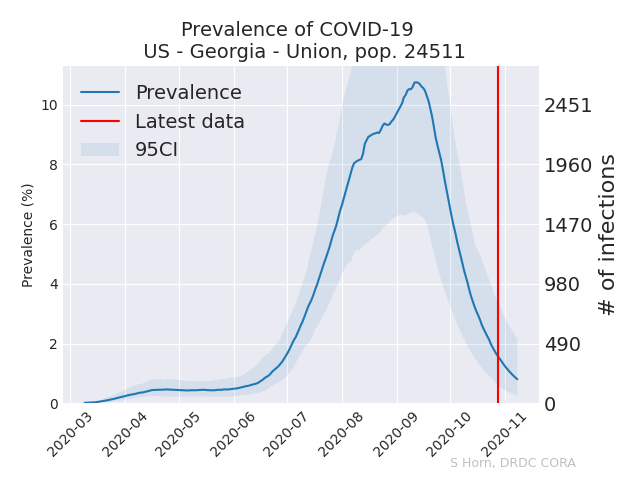 Prevalence of COVID-19
US - Georgia - Union, pop. 24511
Prevalence
Latest data
95CI
Prevalence (%)
10
8
6
4
2
0
2451
1960
1470
980
490
0
# of infections
2020-03
2020-04
2020-05
2020-06
2020-07
2020-08
2020-09
2020-10
2020-11
S Horn, DRDC CORA